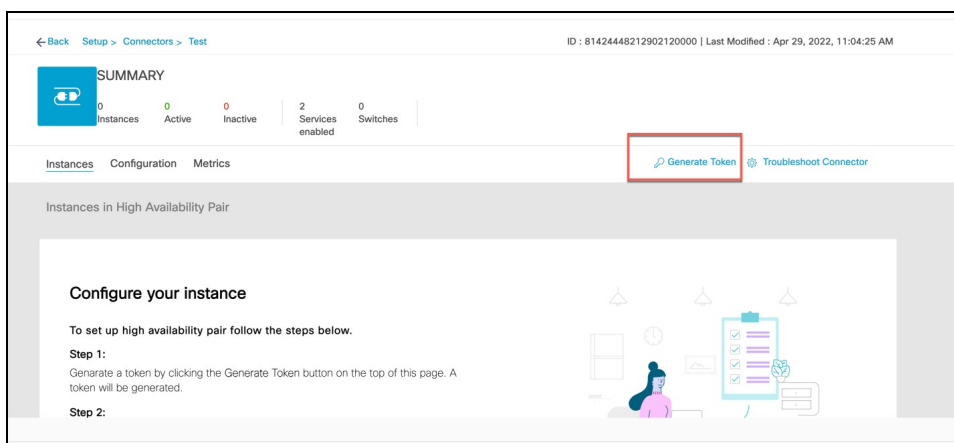 Back Setup > Connectors > Test
ID : 81424448212902120000 | Last Modified : Apr 29, 2022, 11:04:25 AM
SUMMARY
0 0 0 2 0
Instances Active Inactive Services enabled Switches
Instances Configuration Metrics
Generate Token Troubleshoot Connector
Instances in High Availability Pair
Configure your instance
To set up high availability pair follow the steps below.
Step 1:
Genarate a token by clicking the Generate Token button on the top of this page. A
token will be generated.
Step 2: